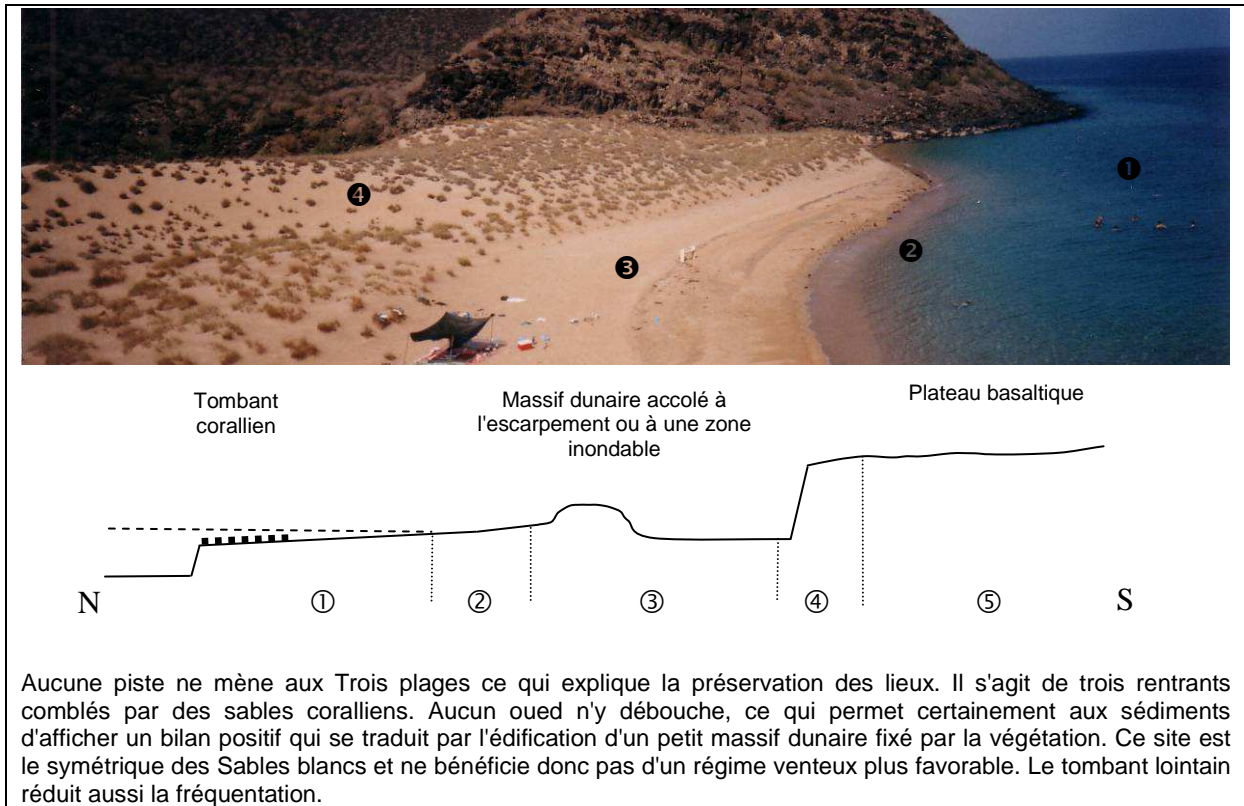 ❶
❹
❷
❸
Tombant
corallien
Massif dunaire accolé à
l'escarpement ou à une zone
inondable
Plateau basaltique
N ① ② ③ ④ ⑤ S
Aucune piste ne mène aux Trois plages ce qui explique la préservation des lieux. Il s'agit de trois rentrants
comblés par des sables coralliens. Aucun oued n'y débouche, ce qui permet certainement aux sédiments
d'afficher un bilan positif qui se traduit par l'édification d'un petit massif dunaire fixé par la végétation. Ce site est
le symétrique des Sables blancs et ne bénéficie donc pas d'un régime venteux plus favorable. Le tombant lointain
réduit aussi la fréquentation.